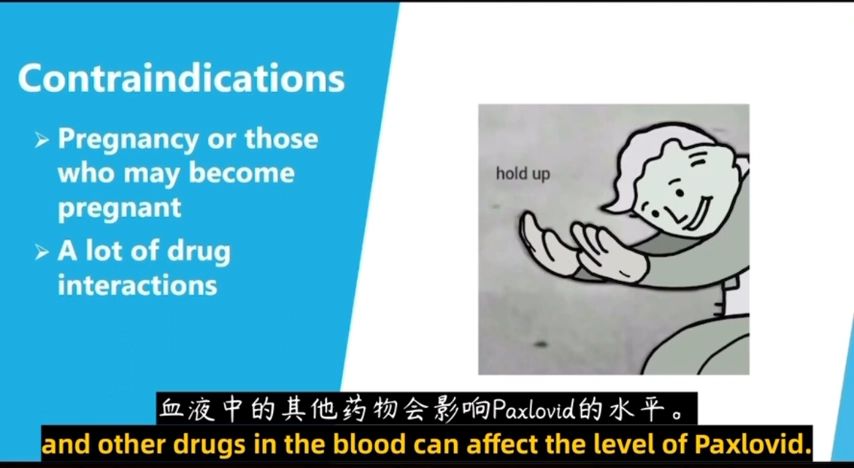 Contraindications
➢ Pregnancy or those
who may become
pregnant
➢ A lot of drug
interactions
hold up
血液中的其他药物会影响Paxlovid的水平。
and other drugs in the blood can affect the level of Paxlovid.